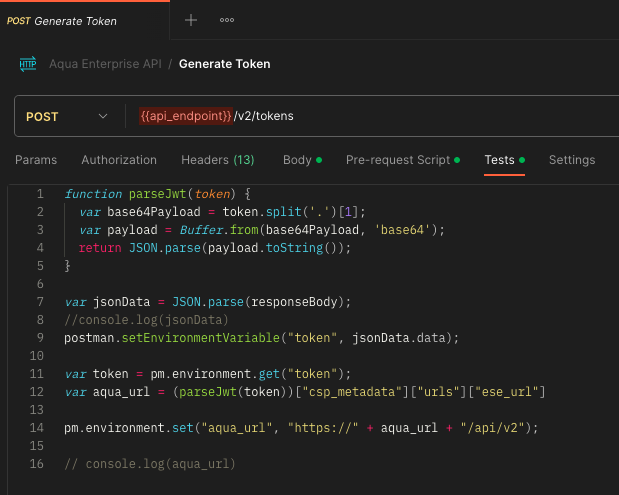 POST Generate Token
Aqua Enterprise API / Generate Token
POST {{api_endpoint}}/v2/tokens
Params Authorization Headers (13) Body Pre-request Script Tests Settings
1 function parseJwt(token) {
2 var base64Payload = token.split('.')[1];
3 var payload = Buffer.from(base64Payload, 'base64');
4 return JSON.parse(payload.toString());
5 }
6
7 var jsonData = JSON.parse(responseBody);
8 //console.log(jsonData)
9 postman.setEnvironmentVariable("token", jsonData.data);
10
11 var token = pm.environment.get("token");
12 var aqua_url = (parseJwt(token))["csp_metadata"]["urls"]["ese_url"]
13
14 pm.environment.set("aqua_url", "https://" + aqua_url + "/api/v2");
15
16 // console.log(aqua_url)